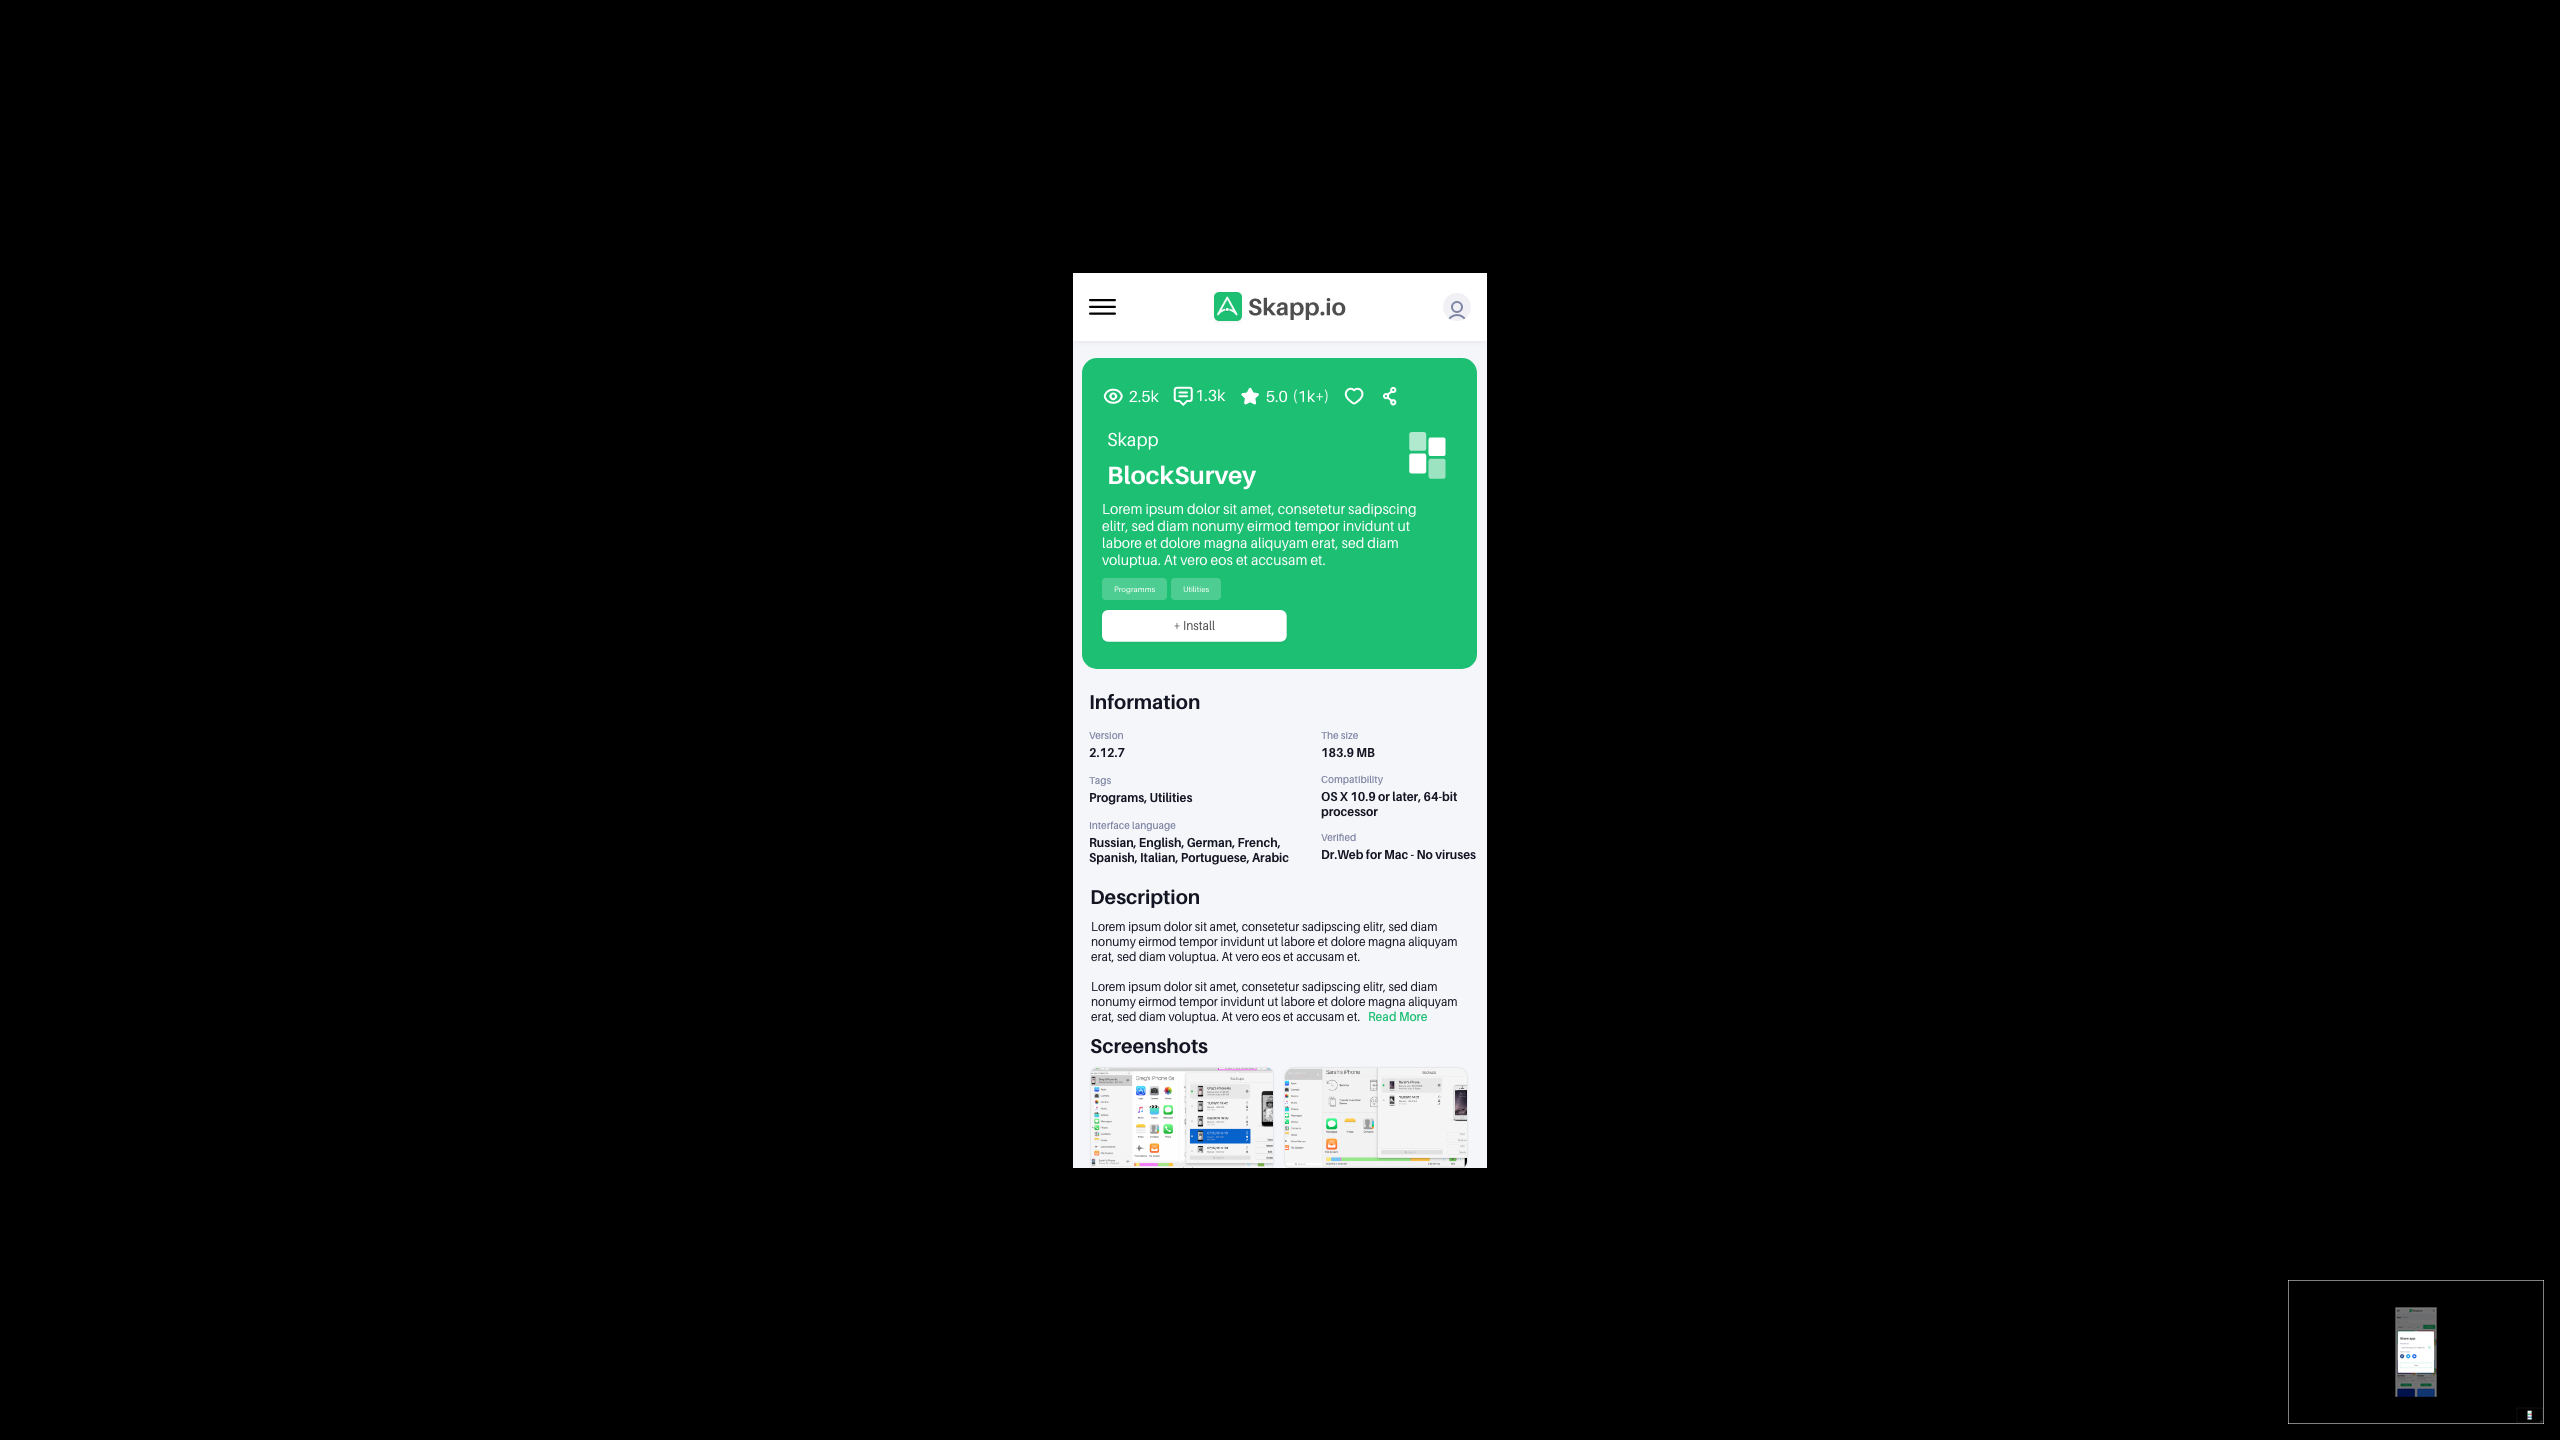 Skapp.io
2.5k 1.3k 5.0 (1k+)
Skapp
BlockSurvey
Lorem ipsum dolor sit amet, consetetur sadipscing
elitr, sed diam nonumy eirmod tempor invidunt ut
labore et dolore magna aliquyam erat, sed diam
voluptua. At vero eos et accusam et.
Programms Utilities
+ Install
Information
Version
2.12.7
The size
183.9 MB
Tags
Programs, Utilities
Compatibility
OS X 10.9 or later, 64-bit
processor
Interface language
Russian, English, German, French,
Spanish, Italian, Portuguese, Arabic
Verified
Dr.Web for Mac - No viruses
Description
Lorem ipsum dolor sit amet, consetetur sadipscing elitr, sed diam
nonumy eirmod tempor invidunt ut labore et dolore magna aliquyam
erat, sed diam voluptua. At vero eos et accusam et.
Lorem ipsum dolor sit amet, consetetur sadipscing elitr, sed diam
nonumy eirmod tempor invidunt ut labore et dolore magna aliquyam
erat, sed diam voluptua. At vero eos et accusam et. Read More
Screenshots
Greg's iPhone 6s
Backups
Sarah's iPhone
Backups